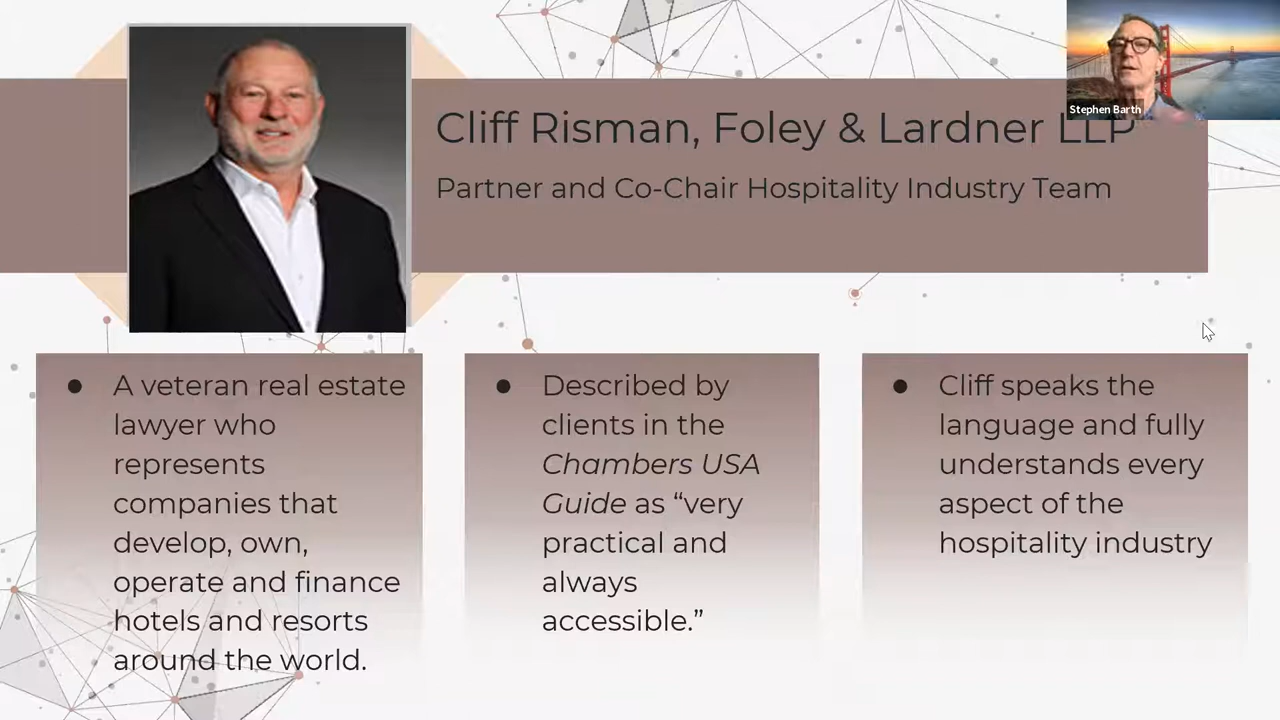 Cliff Risman, Foley & Lardner LLP
Partner and Co-Chair Hospitality Industry Team
Stephen Barth
● A veteran real estate
lawyer who
represents
companies that
develop, own,
operate and finance
hotels and resorts
around the world.
● Described by
clients in the
Chambers USA
Guide as “very
practical and
always
accessible.”
● Cliff speaks the
language and fully
understands every
aspect of the
hospitality industry